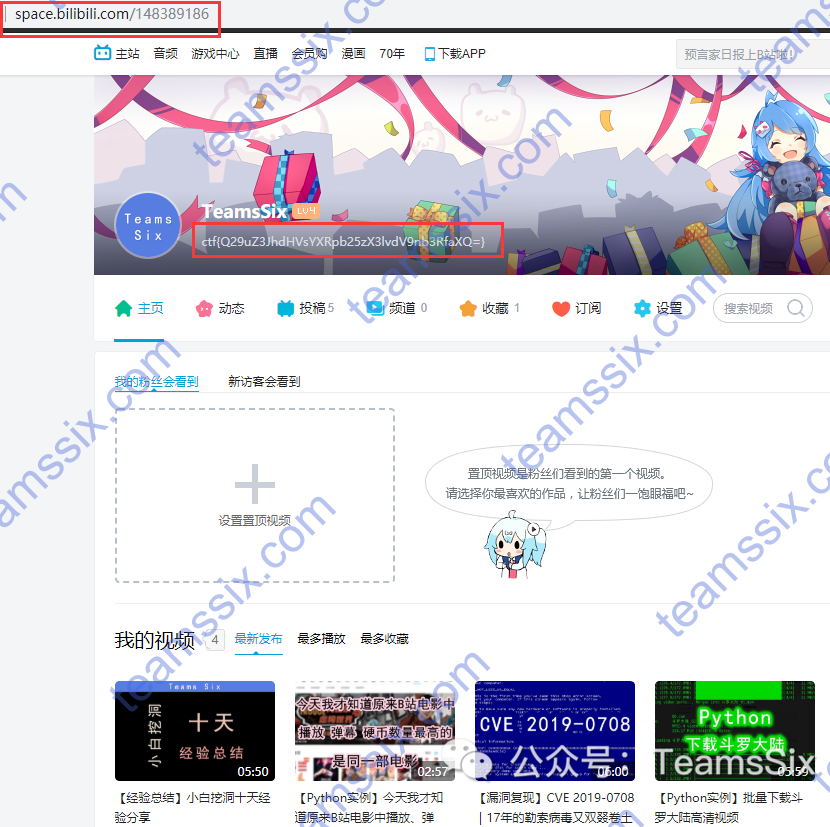 space.bilibili.com/148389186
主站 音频 游戏中心 直播 会员购 漫画 70年 下载APP 预言家日报上B站啦!
Teams
Six
TeamsSix LV4
ctf{Q29uZ3JhdHVsYXRpb25zX3lvdV9nb3RfaXQ=}
主页 动态 投稿 5 频道 0 收藏 1 订阅 设置 搜索视频
我的粉丝会看到 新访客会看到
置顶视频是粉丝们看到的第一个视频。
请选择你最喜欢的作品，让粉丝们一饱眼福吧~
设置置顶视频
我的视频 4 最新发布 最多播放 最多收藏
Teams Six
小白挖洞
十天
经验总结
05:50
今天我才知道原来B站电影中
播放 弹幕 硬币数量最高的
是同一部电影
02:57
CVE 2019-0708
06:00
Python
下载斗罗大陆
05:59
公众号：TeamsSix
【经验总结】小白挖洞十天经
验分享
【Python实例】今天我才知
道原来B站电影中播放、弹
【漏洞复现】CVE 2019-0708
| 17年的勒索病毒又双叒卷土
【Python实例】批量下载斗
罗大陆高清视频
teamssix.com
teamssix.com
teamssix.com
teamssix.com
teamssix.com
teamssix.com